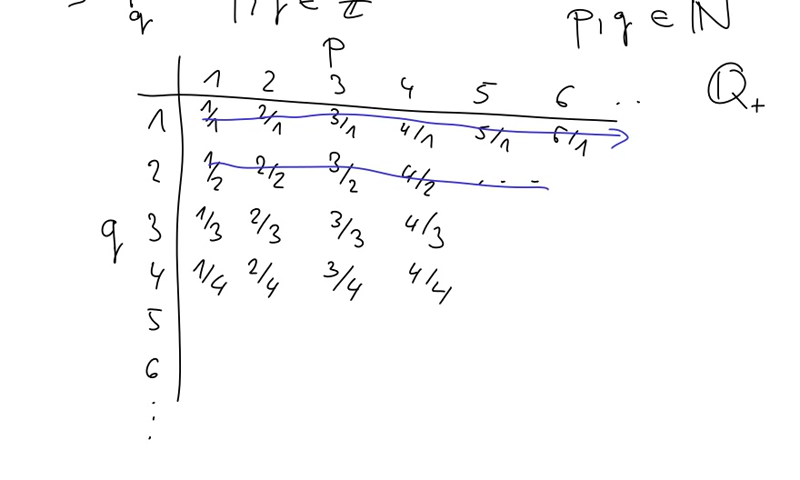 q p, q ∈ ℤ p, q ∈ ℕ
p
1 2 3 4 5 6 .. ℚ+
1 1/1 2/1 3/1 4/1 5/1 6/1
2 1/2 2/2 3/2 4/2 . . -
q 3 1/3 2/3 3/3 4/3
4 1/4 2/4 3/4 4/4
5
6
⋮